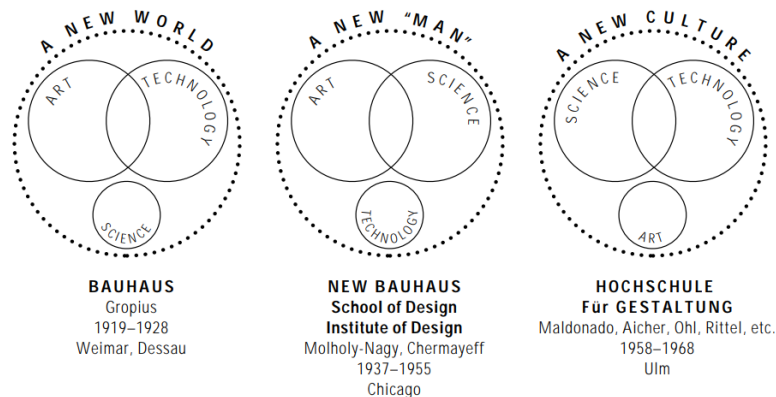 A NEW WORLD
ART
TECHNOLOGY
SCIENCE
BAUHAUS
Gropius
1919–1928
Weimar, Dessau
A NEW "MAN"
ART
SCIENCE
TECHNOLOGY
NEW BAUHAUS
School of Design
Institute of Design
Molholy-Nagy, Chermayeff
1937–1955
Chicago
A NEW CULTURE
SCIENCE
TECHNOLOGY
ART
HOCHSCHULE
Für GESTALTUNG
Maldonado, Aicher, Ohl, Rittel, etc.
1958–1968
Ulm